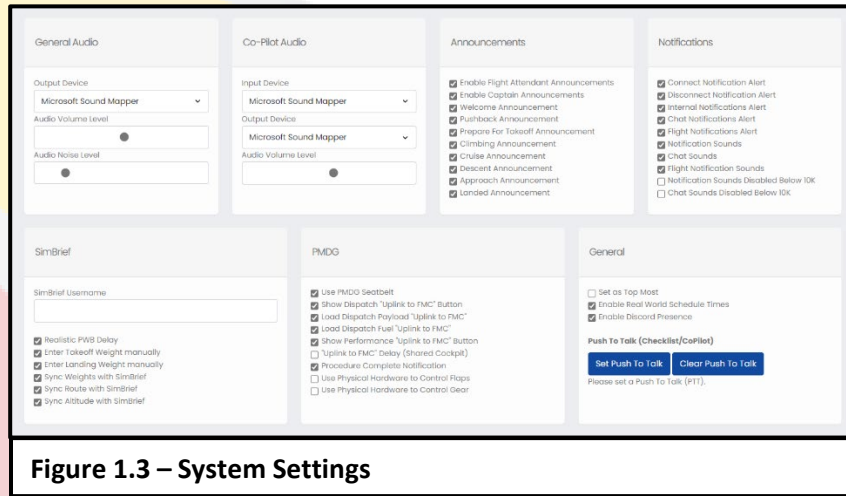 General Audio
Output Device
Microsoft Sound Mapper
Audio Volume Level
Audio Noise Level
Co-Pilot Audio
Input Device
Microsoft Sound Mapper
Output Device
Microsoft Sound Mapper
Audio Volume Level
Announcements
Enable Flight Attendant Announcements
Enable Captain Announcements
Welcome Announcement
Pushback Announcement
Prepare For Takeoff Announcement
Climbing Announcement
Cruise Announcement
Descent Announcement
Approach Announcement
Landed Announcement
Notifications
Connect Notification Alert
Disconnect Notification Alert
Internal Notifications Alert
Chat Notifications Alert
Flight Notifications Alert
Notification Sounds
Chat Sounds
Flight Notification Sounds
Notification Sounds Disabled Below 10K
Chat Sounds Disabled Below 10K
SimBrief
SimBrief Username
Realistic PWB Delay
Enter Takeoff Weight manually
Enter Landing Weight manually
Sync Weights with SimBrief
Sync Route with SimBrief
Sync Altitude with SimBrief
PMDG
Use PMDG Seatbelt
Show Dispatch "Uplink to FMC" Button
Load Dispatch Payload "Uplink to FMC"
Load Dispatch Fuel "Uplink to FMC"
Show Performance "Uplink to FMC" Button
"Uplink to FMC" Delay (Shared Cockpit)
Procedure Complete Notification
Use Physical Hardware to Control Flaps
Use Physical Hardware to Control Gear
General
Set as Top Most
Enable Real World Schedule Times
Enable Discord Presence
Push To Talk (Checklist/CoPilot)
Set Push To Talk
Clear Push To Talk
Please set a Push To Talk (PTT).
Figure 1.3 – System Settings